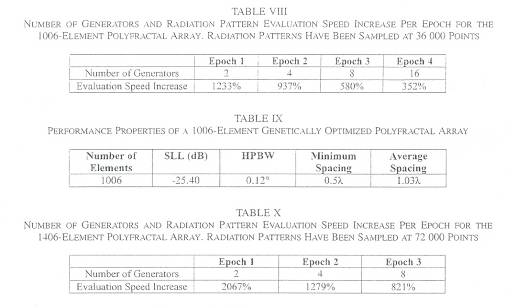 TABLE VIII
NUMBER OF GENERATORS AND RADIATION PATTERN EVALUATION SPEED INCREASE PER EPOCH FOR THE
1006-ELEMENT POLYFRACTAL ARRAY. RADIATION PATTERNS HAVE BEEN SAMPLED AT 36 000 POINTS
Epoch 1 Epoch 2 Epoch 3 Epoch 4
Number of Generators 2 4 8 16
Evaluation Speed Increase 1233% 937% 580% 352%
TABLE IX
PERFORMANCE PROPERTIES OF A 1006-ELEMENT GENETICALLY OPTIMIZED POLYFRACTAL ARRAY
Number of SLL (dB) HPBW Minimum Average
Elements Spacing Spacing
1006 -25.40 0.12° 0.5λ 1.03λ
TABLE X
NUMBER OF GENERATORS AND RADIATION PATTERN EVALUATION SPEED INCREASE PER EPOCH FOR THE
1406-ELEMENT POLYFRACTAL ARRAY. RADIATION PATTERNS HAVE BEEN SAMPLED AT 72 000 POINTS
Epoch 1 Epoch 2 Epoch 3
Number of Generators 2 4 8
Evaluation Speed Increase 2067% 1279% 821%